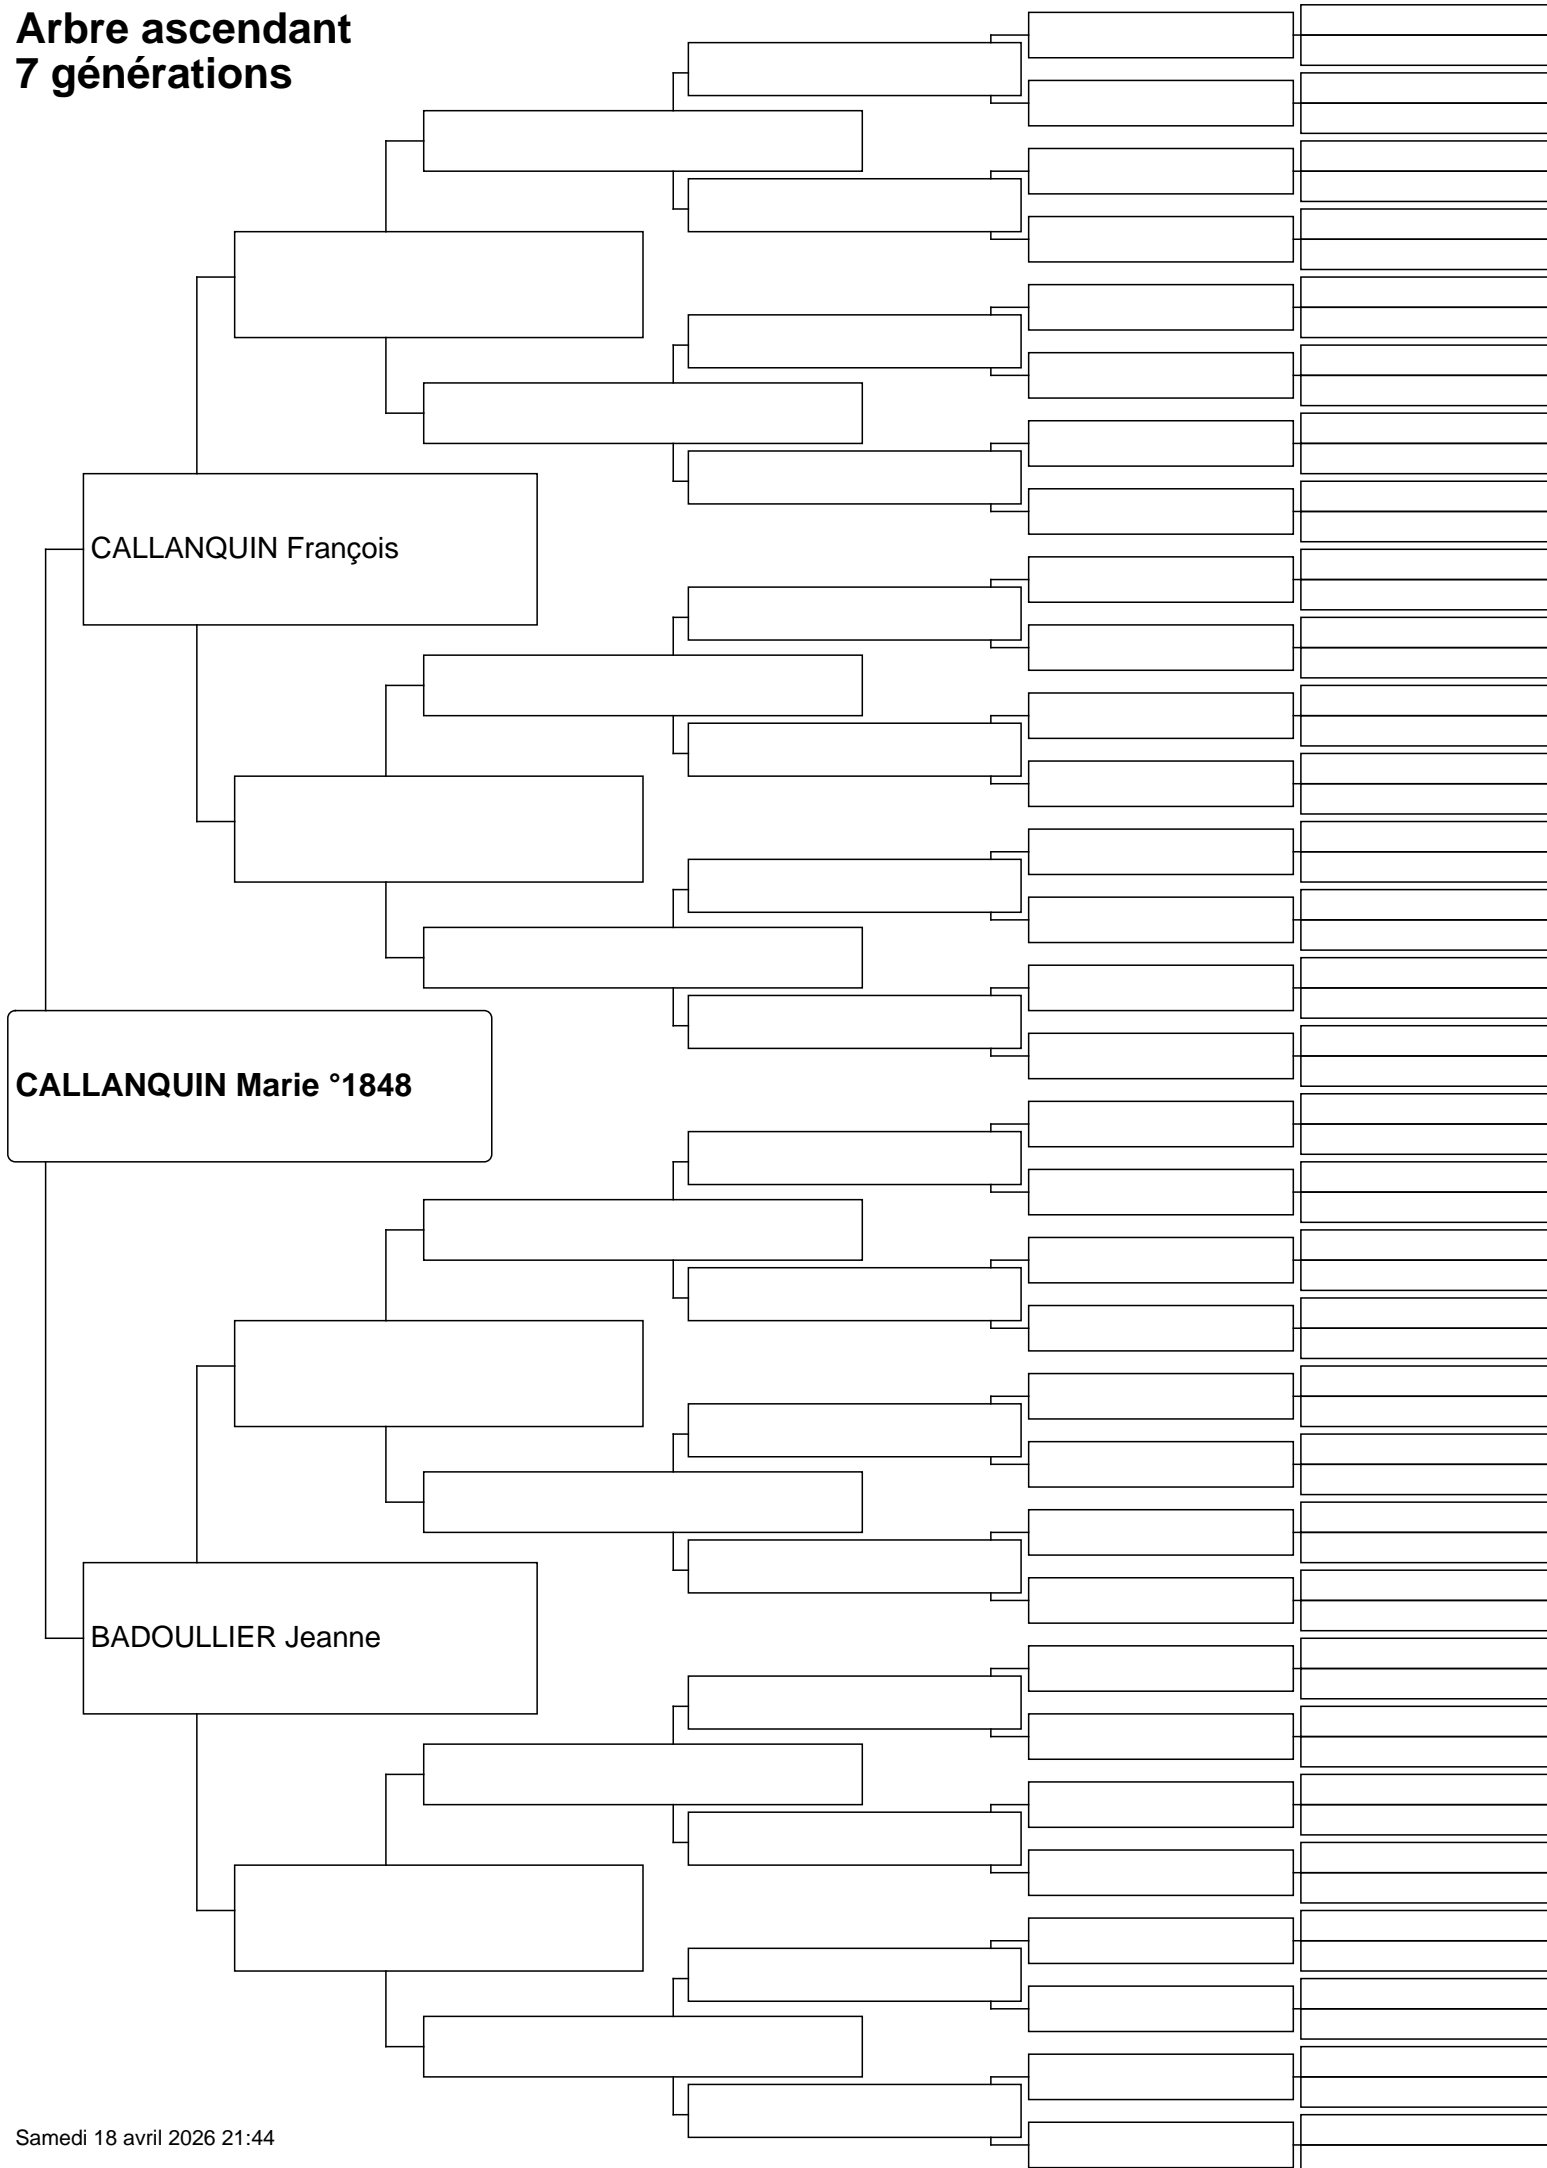 Arbre ascendant
7 générations
CALLANQUIN François
CALLANQUIN Marie °1848
BADOULLIER Jeanne
Samedi 18 avril 2026 21:44